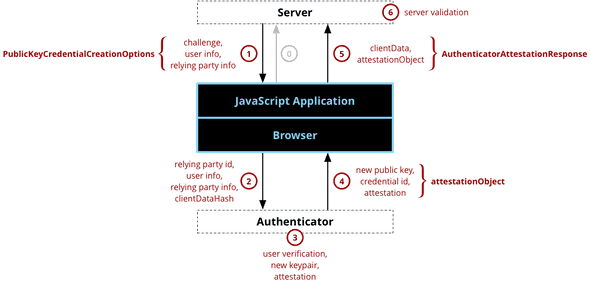 Server
6 server validation
PublicKeyCredentialCreationOptions
challenge,
user info,
relying party info
1
0
5
clientData,
attestationObject
AuthenticatorAttestationResponse
JavaScript Application
Browser
relying party id,
user info,
relying party info,
clientDataHash
2
4
new public key,
credential id,
attestation
attestationObject
Authenticator
3
user verification,
new keypair,
attestation